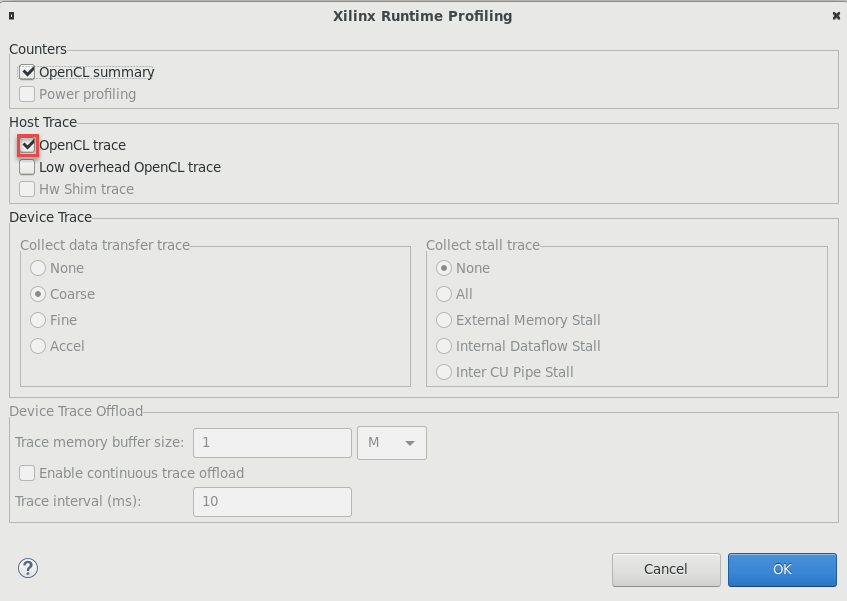 Xilinx Runtime Profiling
Counters
OpenCL summary
Power profiling
Host Trace
OpenCL trace
Low overhead OpenCL trace
Hw Shim trace
Device Trace
Collect data transfer trace
None
Coarse
Fine
Accel
Collect stall trace
None
All
External Memory Stall
Internal Dataflow Stall
Inter CU Pipe Stall
Device Trace Offload
Trace memory buffer size: 1 M
Enable continuous trace offload
Trace interval (ms): 10
? Cancel OK